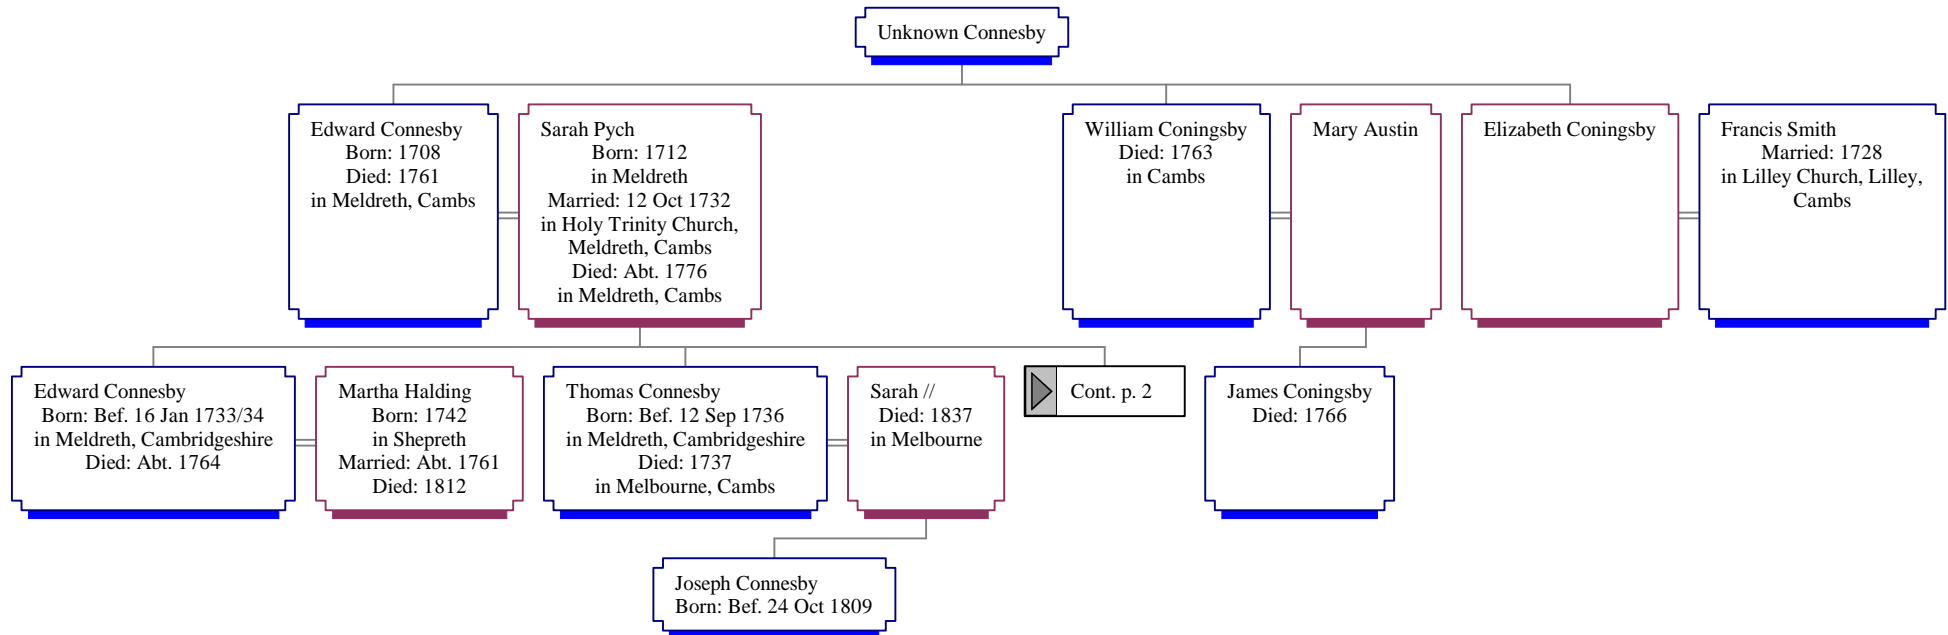 Unknown Connesby
Edward Connesby
Born: 1708
Died: 1761
in Meldreth, Cambs
Sarah Pych
Born: 1712
in Meldreth
Married: 12 Oct 1732
in Holy Trinity Church,
Meldreth, Cambs
Died: Abt. 1776
in Meldreth, Cambs
William Coningsby
Died: 1763
in Cambs
Mary Austin
Elizabeth Coningsby
Francis Smith
Married: 1728
in Lilley Church, Lilley,
Cambs
Edward Connesby
Born: Bef. 16 Jan 1733/34
in Meldreth, Cambridgeshire
Died: Abt. 1764
Martha Halding
Born: 1742
in Shepreth
Married: Abt. 1761
Died: 1812
Thomas Connesby
Born: Bef. 12 Sep 1736
in Meldreth, Cambridgeshire
Died: 1737
in Melbourne, Cambs
Sarah //
Died: 1837
in Melbourne
Cont. p. 2
James Coningsby
Died: 1766
Joseph Connesby
Born: Bef. 24 Oct 1809